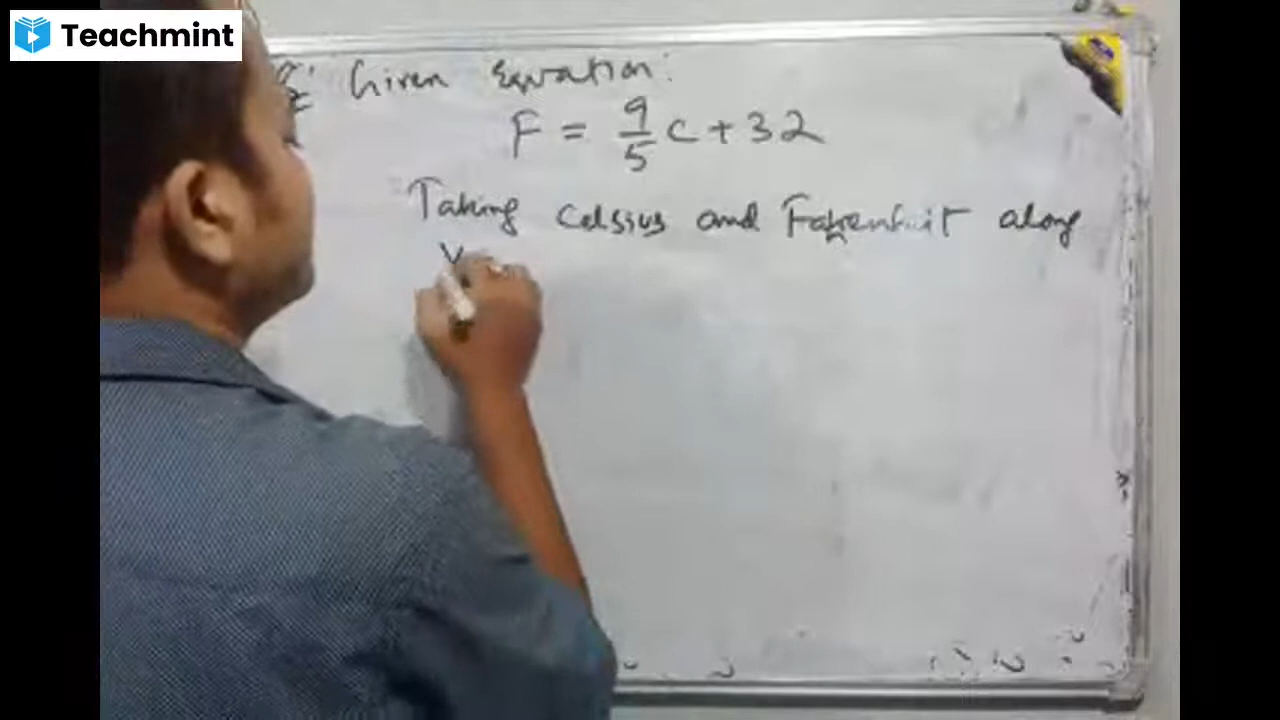 Teachmint
Given Equation:
F = 9/5 C + 32
Taking Celsius and Fahrenheit along